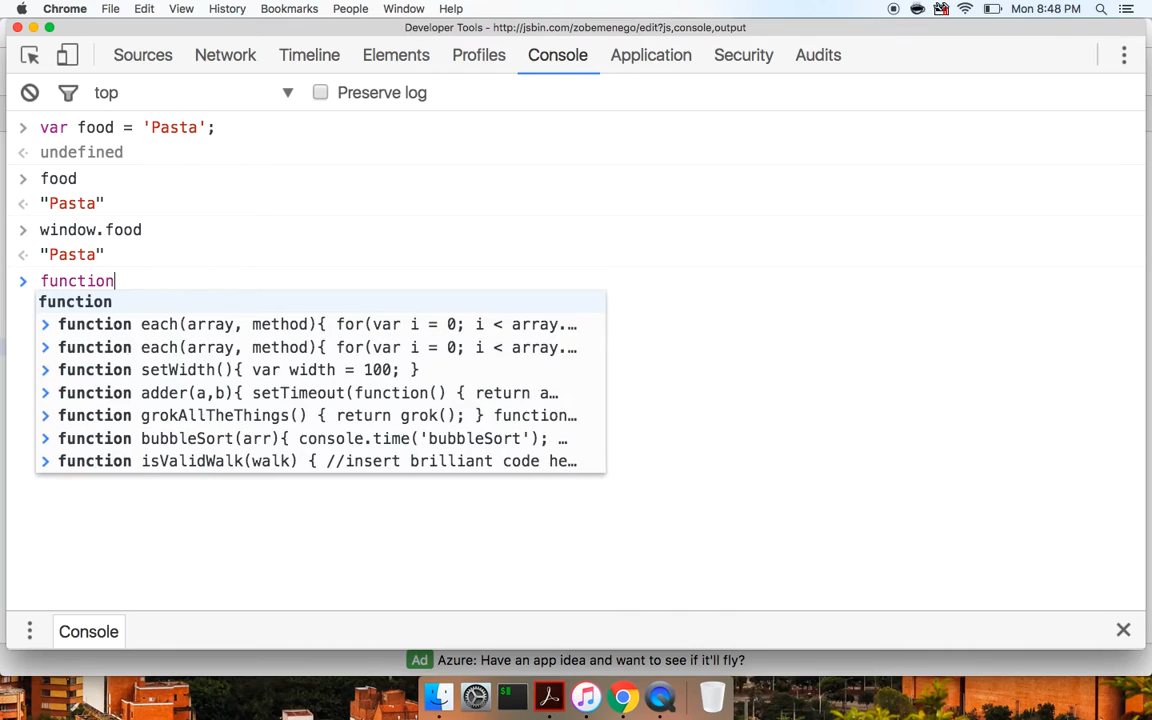 Chrome File Edit View History Bookmarks People Window Help Mon 8:48 PM
Developer Tools - http://jsbin.com/zobemenego/edit?js,console,output
Sources Network Timeline Elements Profiles Console Application Security Audits
top ▼ Preserve log
> var food = 'Pasta';
undefined
> food
"Pasta"
> window.food
"Pasta"
> function
function
> function each(array, method){ for(var i = 0; i < array.…
> function each(array, method){ for(var i = 0; i < array.…
> function setWidth(){ var width = 100; }
> function adder(a,b){ setTimeout(function() { return a…
> function grokAllTheThings() { return grok(); } function…
> function bubbleSort(arr){ console.time('bubbleSort'); …
> function isValidWalk(walk) { //insert brilliant code he…
Console
Ad Azure: Have an app idea and want to see if it'll fly?